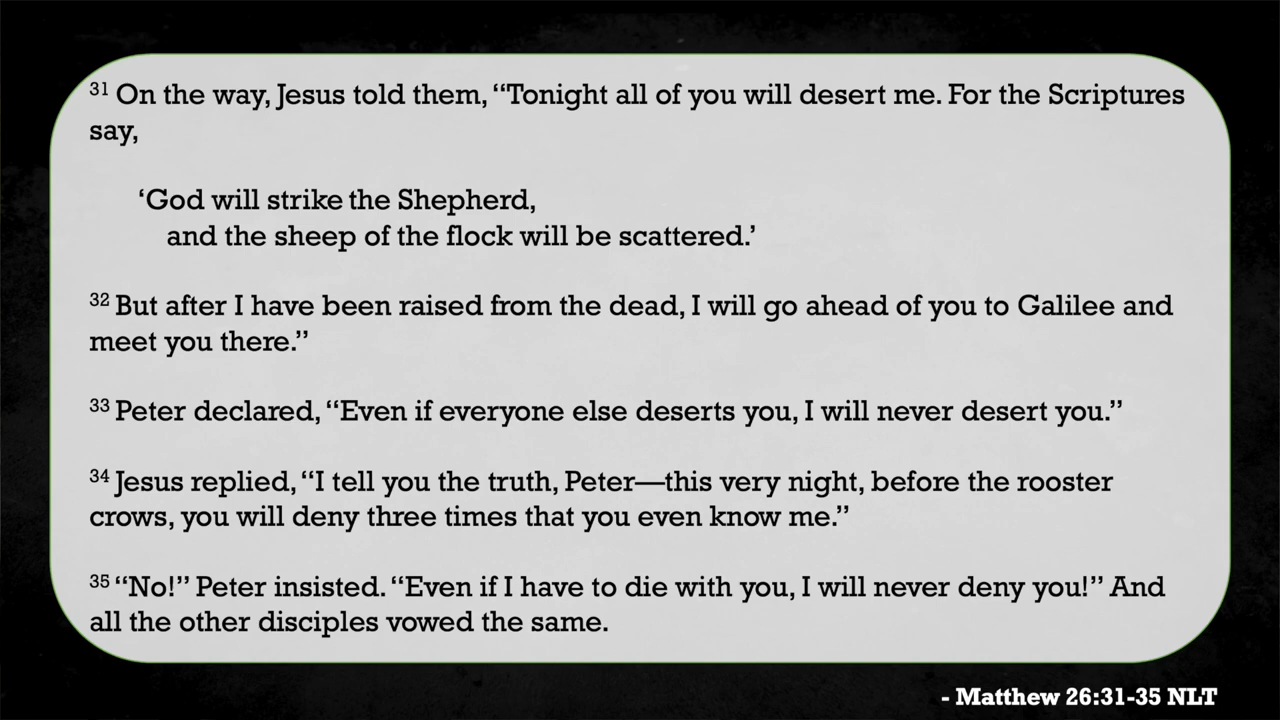 31 On the way, Jesus told them, “Tonight all of you will desert me. For the Scriptures
say,
‘God will strike the Shepherd,
and the sheep of the flock will be scattered.’
32 But after I have been raised from the dead, I will go ahead of you to Galilee and
meet you there.”
33 Peter declared, “Even if everyone else deserts you, I will never desert you.”
34 Jesus replied, “I tell you the truth, Peter—this very night, before the rooster
crows, you will deny three times that you even know me.”
35 “No!” Peter insisted. “Even if I have to die with you, I will never deny you!” And
all the other disciples vowed the same.
- Matthew 26:31-35 NLT